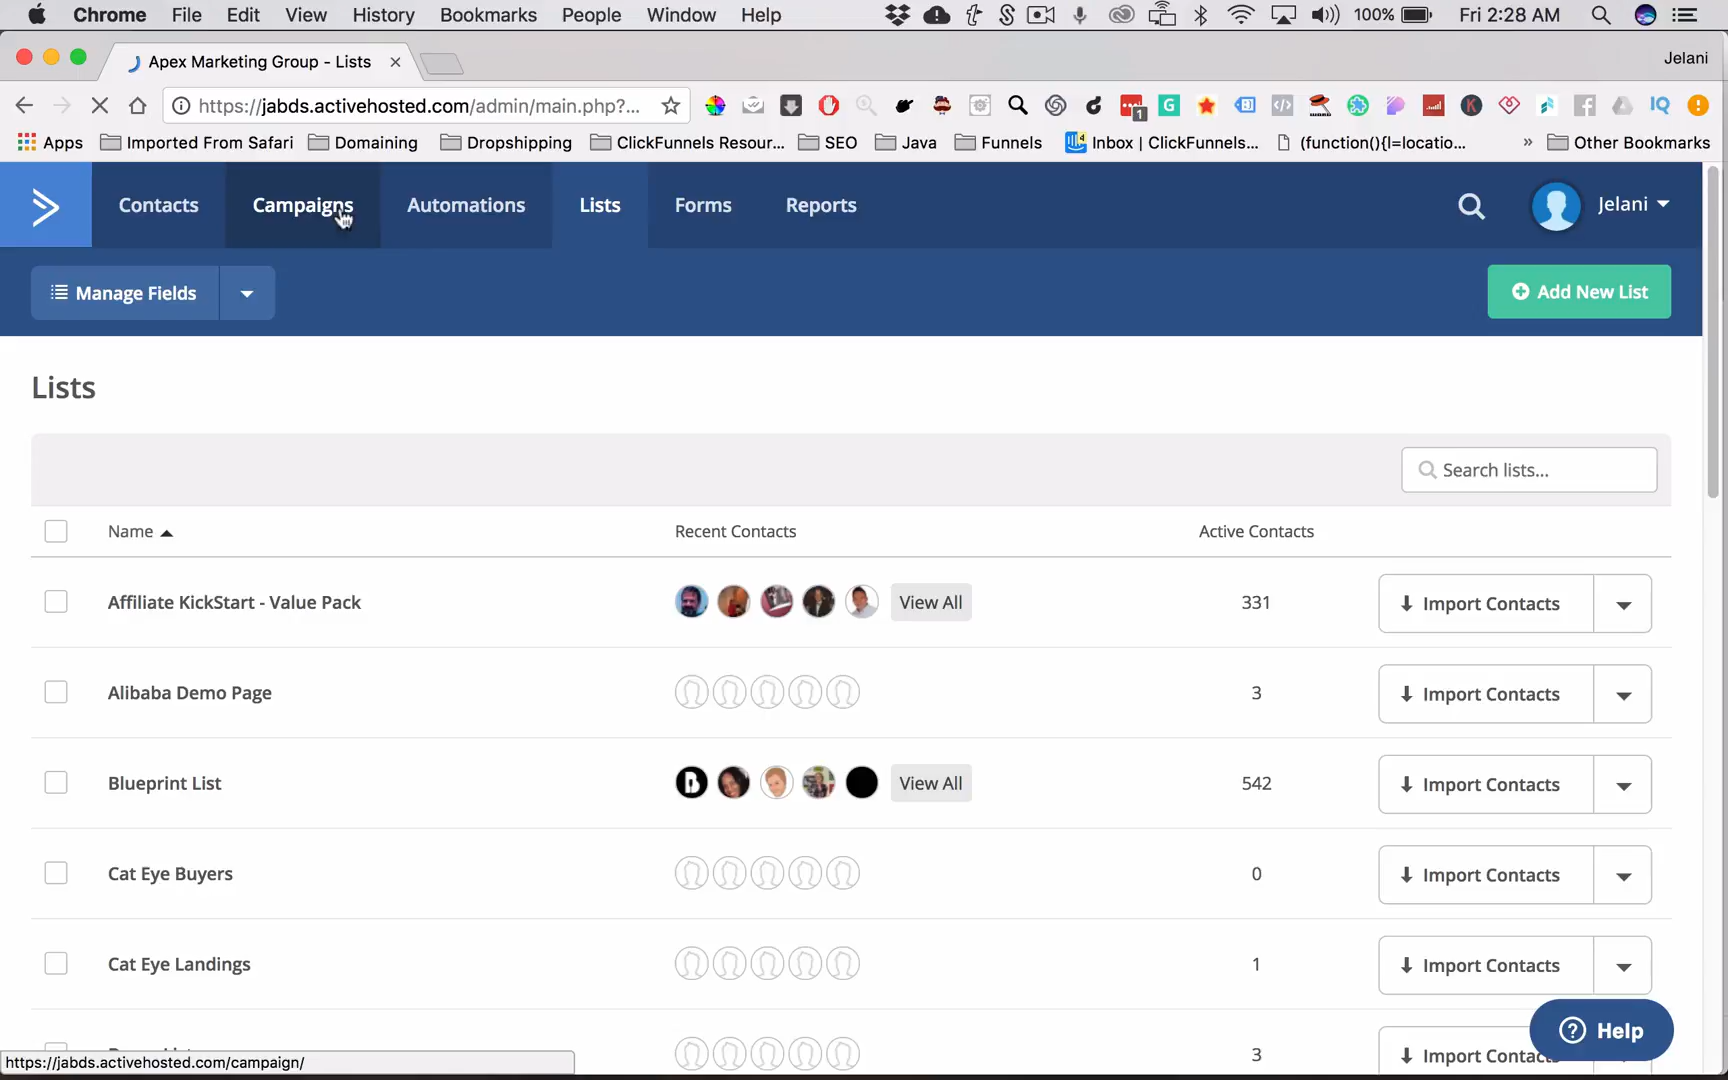 Chrome File Edit View History Bookmarks People Window Help 100% Fri 2:28 AM
Apex Marketing Group - Lists Jelani
https://jabds.activehosted.com/admin/main.php?...
Apps Imported From Safari Domaining Dropshipping ClickFunnels Resour... SEO Java Funnels Inbox | ClickFunnels... (function(){l=locatio... » Other Bookmarks
Contacts Campaigns Automations Lists Forms Reports Jelani
Manage Fields Add New List
Lists
Search lists...
Name Recent Contacts Active Contacts
Affiliate KickStart - Value Pack View All 331 Import Contacts
Alibaba Demo Page 3 Import Contacts
Blueprint List View All 542 Import Contacts
Cat Eye Buyers 0 Import Contacts
Cat Eye Landings 1 Import Contacts
3 Import
Help
https://jabds.activehosted.com/campaign/